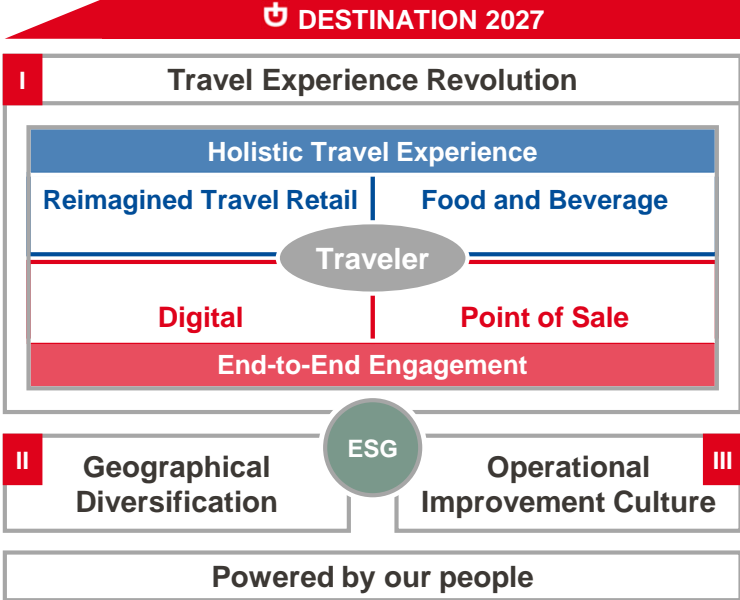 DESTINATION 2027
I
Travel Experience Revolution
Holistic Travel Experience
Reimagined Travel Retail
Food and Beverage
Traveler
Digital
Point of Sale
End-to-End Engagement
ESG
II
Geographical
Diversification
III
Operational
Improvement Culture
Powered by our people